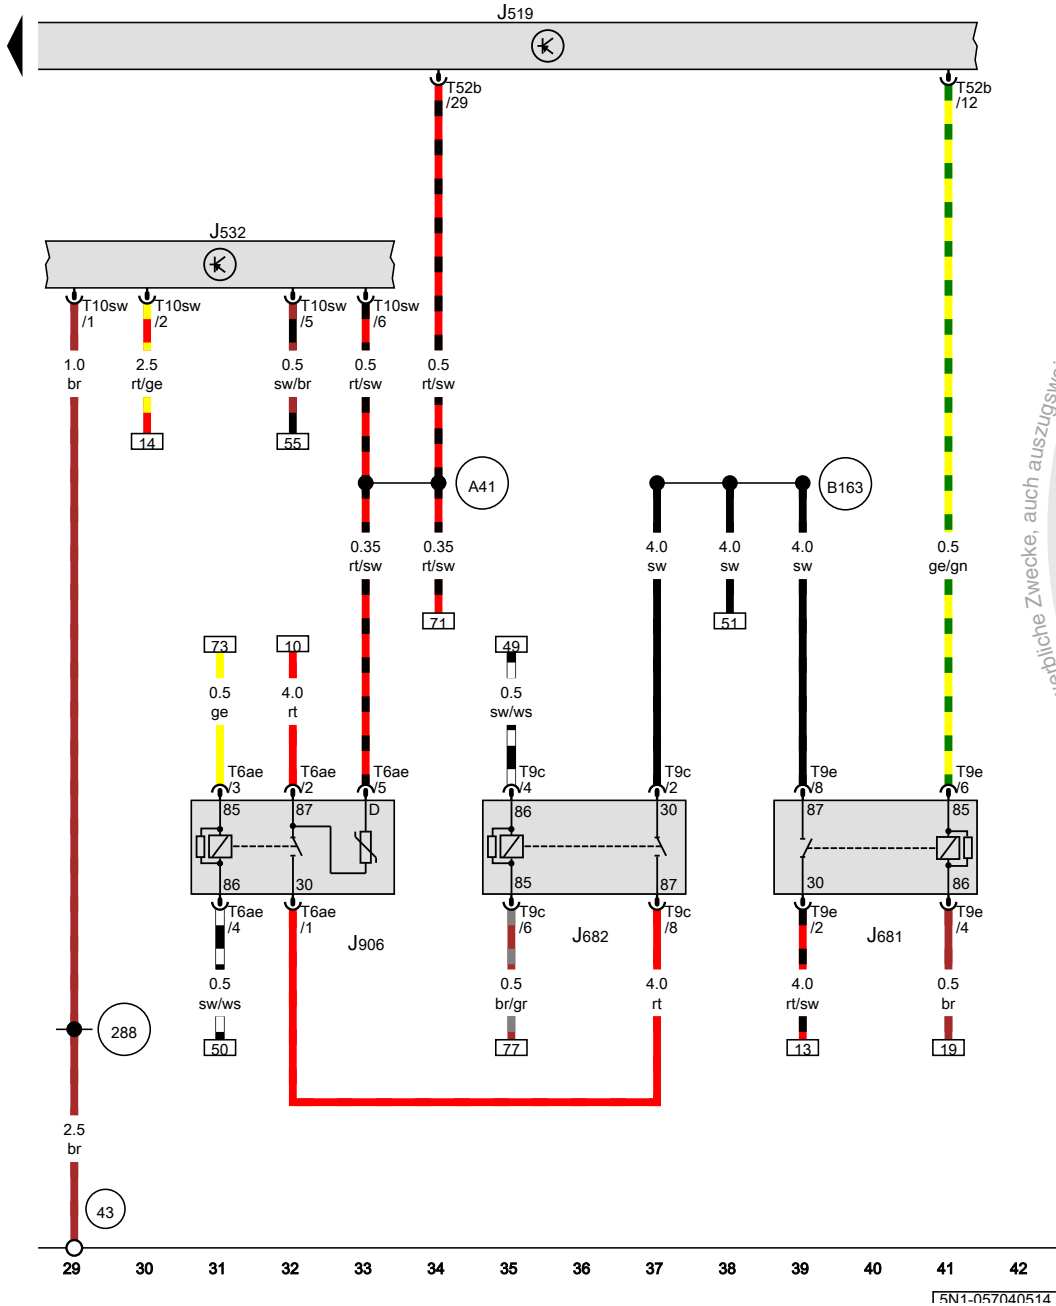 J519
T52b
/29
T52b
/12
J532
T10sw
/1
T10sw
/2
T10sw
/5
T10sw
/6
1.0
br
2.5
rt/ge
0.5
sw/br
0.5
rt/sw
0.5
rt/sw
14
55
A41
B163
0.35
rt/sw
0.35
rt/sw
4.0
sw
4.0
sw
4.0
sw
0.5
ge/gn
71
51
73
10
49
0.5
ge
4.0
rt
0.5
sw/ws
T6ae
/3
T6ae
/2
T6ae
/5
T9c
/4
T9c
/2
T9e
/8
T9e
/6
85
87
D
86
30
87
85
86
30
85
87
30
86
T6ae
/4
T6ae
/1
J906
T9c
/6
J682
T9c
/8
T9e
/2
J681
T9e
/4
0.5
sw/ws
0.5
br/gr
4.0
rt
4.0
rt/sw
0.5
br
50
77
13
19
288
2.5
br
43
29 30 31 32 33 34 35 36 37 38 39 40 41 42
5N1-057040514
erbliche Zwecke, auch auszugswei